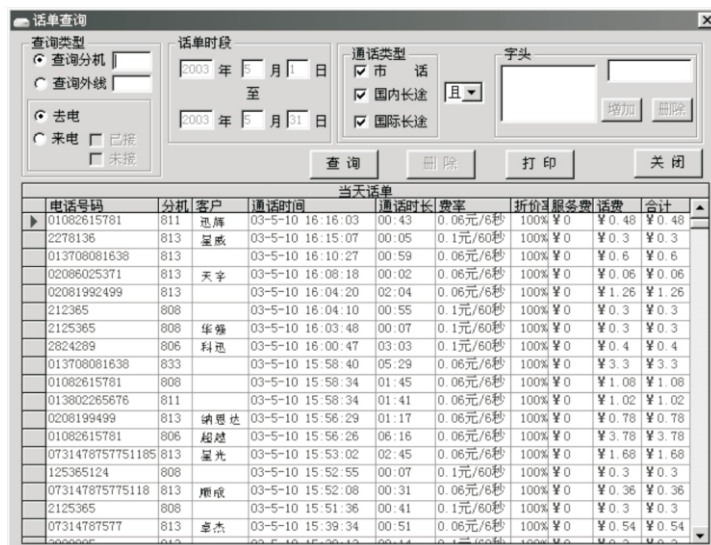 话单查询
查询类型
查询分机
查询外线
去电
来电 已接
未接
话单时段
2003 年 5 月 1 日
至
2003 年 5 月 31 日
通话类型
市 话
国内长途
国际长途
且
字头
增加 删除
查询 删除 打印 关闭
当天话单
电话号码 分机 客户 通话时间 通话时长 费率 折价率 服务费 话费 合计
01082615781 811 迅辉 03-5-10 16:16:03 00:43 0.06元/6秒 100% ¥0 ¥0.48 ¥0.48
2278136 813 星威 03-5-10 16:15:07 00:05 0.1元/60秒 100% ¥0 ¥0.3 ¥0.3
013708081638 813 03-5-10 16:10:27 00:59 0.06元/6秒 100% ¥0 ¥0.6 ¥0.6
02086025371 813 天宇 03-5-10 16:08:18 00:02 0.06元/6秒 100% ¥0 ¥0.06 ¥0.06
02081992499 813 03-5-10 16:04:20 02:04 0.06元/6秒 100% ¥0 ¥1.26 ¥1.26
212365 808 03-5-10 16:04:10 00:55 0.1元/60秒 100% ¥0 ¥0.3 ¥0.3
2125365 808 华强 03-5-10 16:03:48 00:07 0.1元/60秒 100% ¥0 ¥0.3 ¥0.3
2824289 806 科迅 03-5-10 16:00:47 03:03 0.1元/60秒 100% ¥0 ¥0.4 ¥0.4
013708081638 833 03-5-10 15:58:40 05:29 0.06元/6秒 100% ¥0 ¥3.3 ¥3.3
01082615781 808 03-5-10 15:58:34 01:45 0.06元/6秒 100% ¥0 ¥1.08 ¥1.08
013802265676 811 03-5-10 15:58:34 01:41 0.06元/6秒 100% ¥0 ¥1.02 ¥1.02
0208199499 813 纳恩达 03-5-10 15:56:29 01:17 0.06元/6秒 100% ¥0 ¥0.78 ¥0.78
01082615781 806 超越 03-5-10 15:56:26 06:16 0.06元/6秒 100% ¥0 ¥3.78 ¥3.78
0731478757751185 813 星光 03-5-10 15:53:02 02:45 0.06元/6秒 100% ¥0 ¥1.68 ¥1.68
125365124 808 03-5-10 15:52:55 00:07 0.1元/60秒 100% ¥0 ¥0.3 ¥0.3
073147875775118 813 顺成 03-5-10 15:52:08 00:31 0.06元/6秒 100% ¥0 ¥0.36 ¥0.36
2125365 808 03-5-10 15:51:36 00:41 0.1元/60秒 100% ¥0 ¥0.3 ¥0.3
07314787577 813 卓杰 03-5-10 15:39:34 00:51 0.06元/6秒 100% ¥0 ¥0.54 ¥0.54